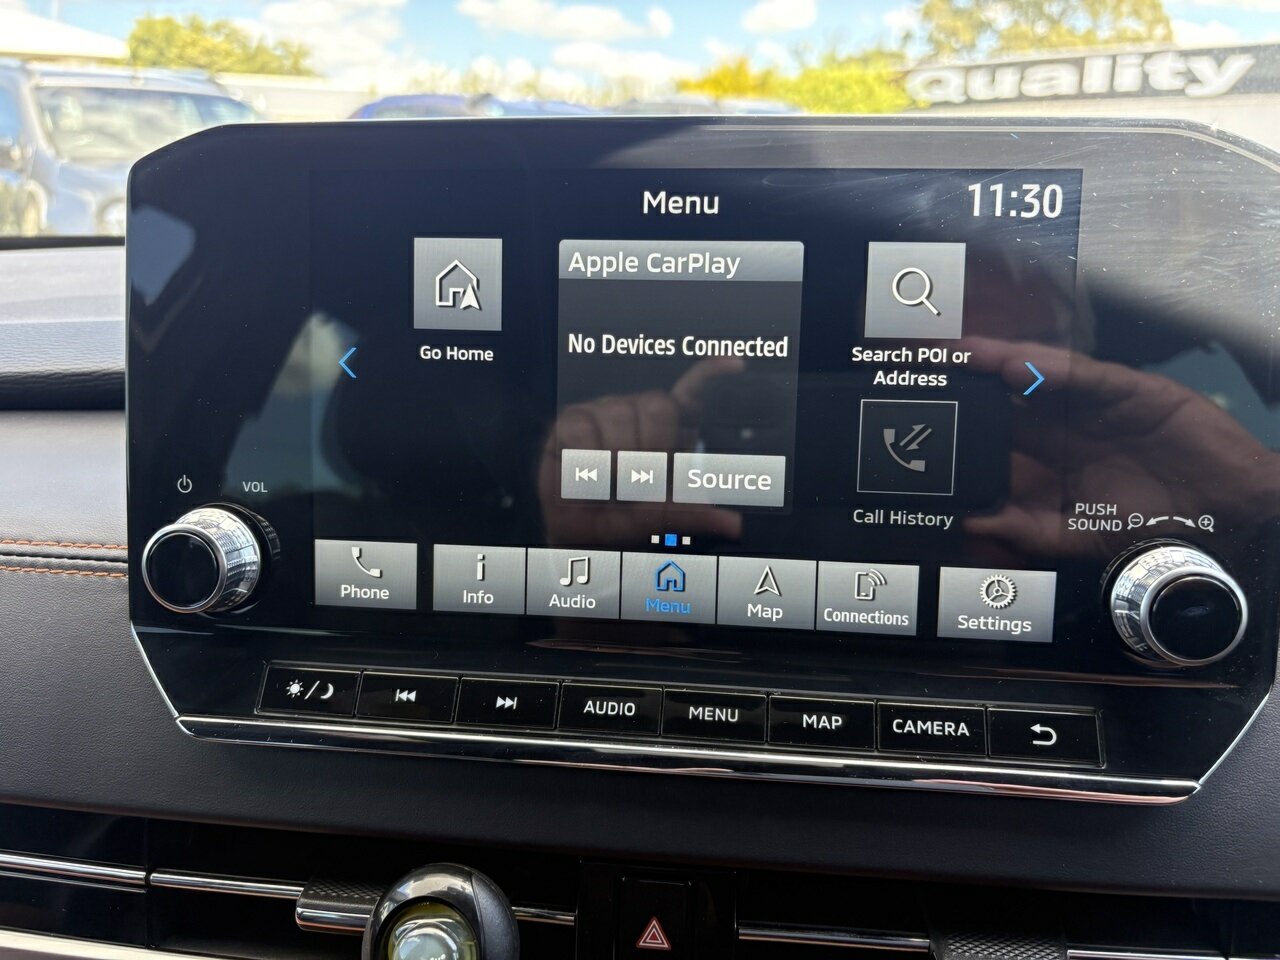 Quality
Menu
11:30
Go Home
Apple CarPlay
No Devices Connected
Source
Search POI or
Address
Call History
VOL
PUSH
SOUND
Phone
Info
Audio
Menu
Map
Connections
Settings
AUDIO
MENU
MAP
CAMERA